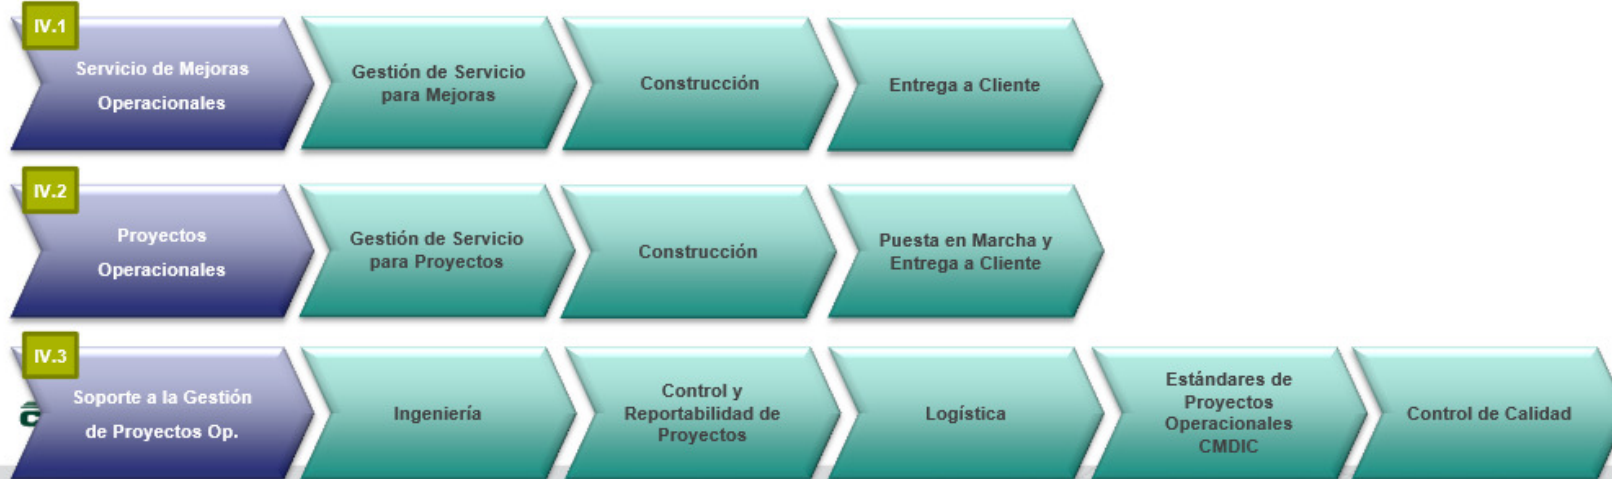 IV.1
Servicio de Mejoras
Operacionales
Gestión de Servicio
para Mejoras
Construcción
Entrega a Cliente
IV.2
Proyectos
Operacionales
Gestión de Servicio
para Proyectos
Construcción
Puesta en Marcha y
Entrega a Cliente
IV.3
Soporte a la Gestión
de Proyectos Op.
Ingeniería
Control y
Reportabilidad de
Proyectos
Logística
Estándares de
Proyectos
Operacionales
CMDIC
Control de Calidad